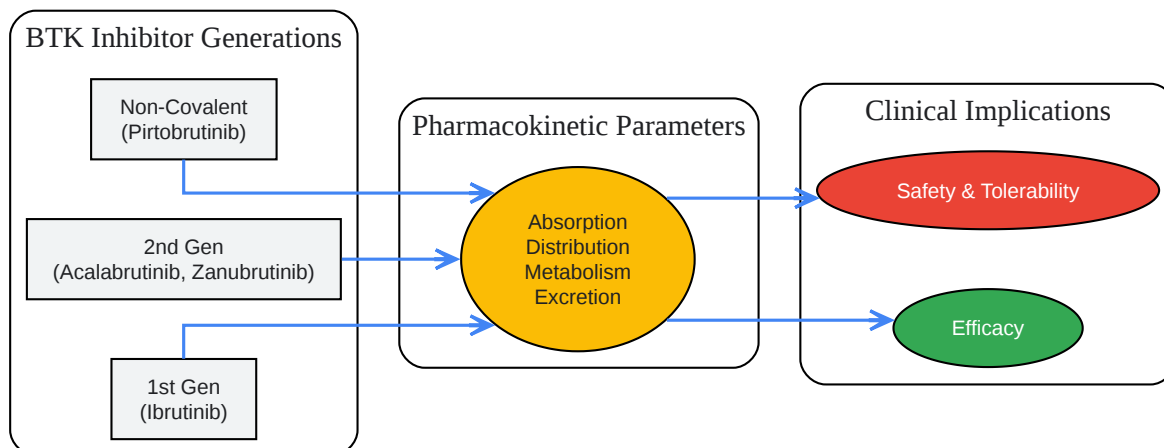 BTK Inhibitor Generations
Non-Covalent
(Pirtobrutinib)
2nd Gen
(Acalabrutinib, Zanubrutinib)
1st Gen
(Ibrutinib)
Pharmacokinetic Parameters
Absorption
Distribution
Metabolism
Excretion
Clinical Implications
Safety & Tolerability
Efficacy